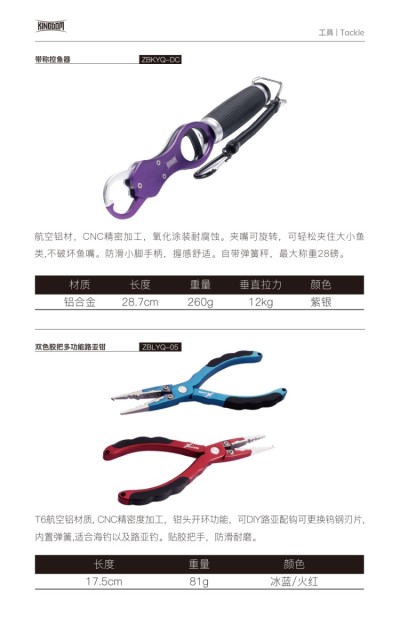 KINGDOM
工具 | Tackle
带称控鱼器 ZBKYQ-DC
航空铝材，CNC精密加工，氧化涂装耐腐蚀。夹嘴可旋转，可轻松夹住大小鱼
类,不破坏鱼嘴。防滑小脚手柄，握感舒适。自带弹簧秤，最大称重28磅。
材质 长度 重量 垂直拉力 颜色
铝合金 28.7cm 260g 12kg 紫银
双色胶把多功能路亚钳 ZBLYQ-05
T6航空铝材质, CNC精密度加工，钳头开环功能，可DIY路亚配钩可更换钨钢刃片,
内置弹簧,适合海钓以及路亚钓。贴胶把手，防滑耐磨。
长度 重量 颜色
17.5cm 81g 冰蓝/火红